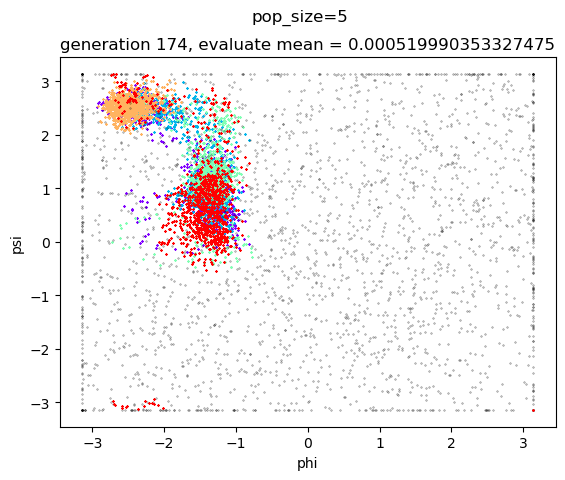 pop_size=5
generation 174, evaluate mean = 0.000519990353327475
3
2
1
0
−1
−2
−3
psi
−3 −2 −1 0 1 2 3
phi